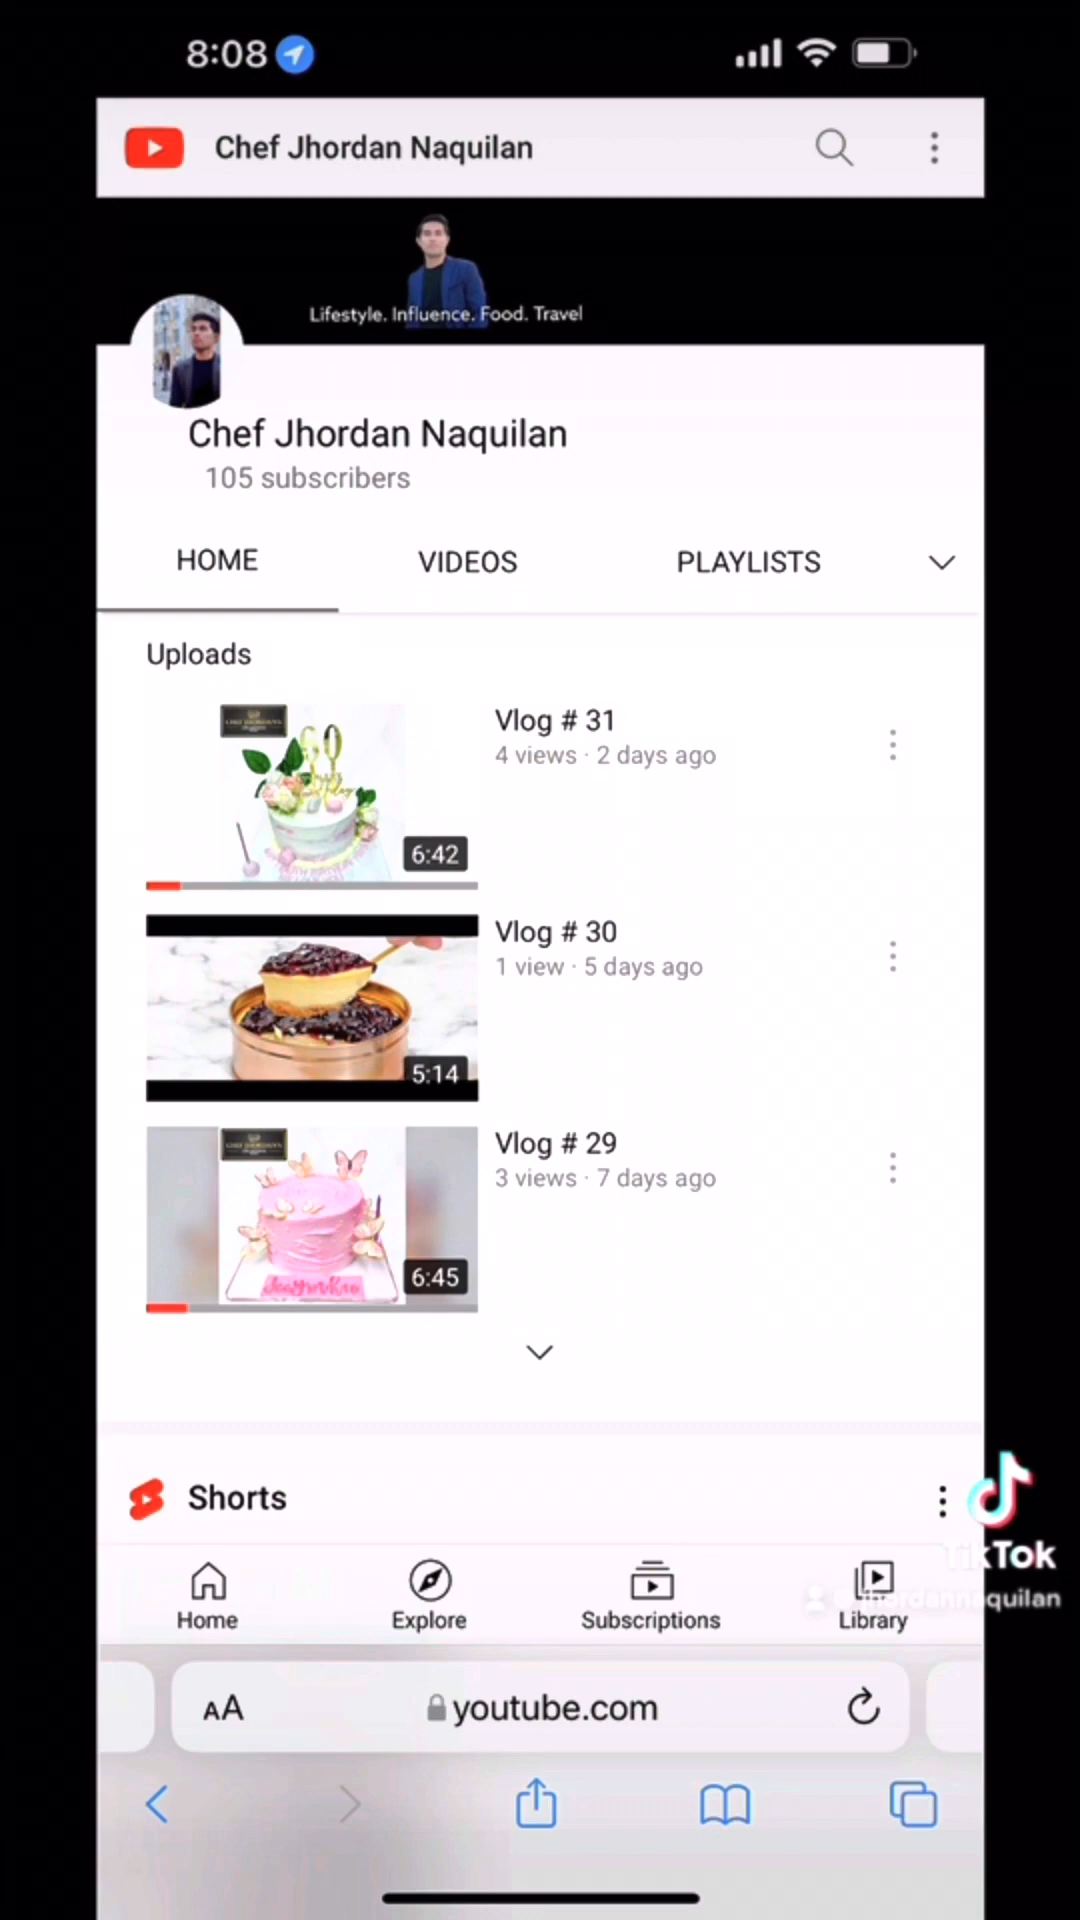 8:08
Chef Jhordan Naquilan
Lifestyle. Influence. Food. Travel
Chef Jhordan Naquilan
105 subscribers
HOME
VIDEOS
PLAYLISTS
Uploads
Vlog # 31
4 views · 2 days ago
6:42
Vlog # 30
1 view · 5 days ago
5:14
Vlog # 29
3 views · 7 days ago
6:45
Shorts
TikTok
jhordannaquilan
Home
Explore
Subscriptions
Library
AA
youtube.com